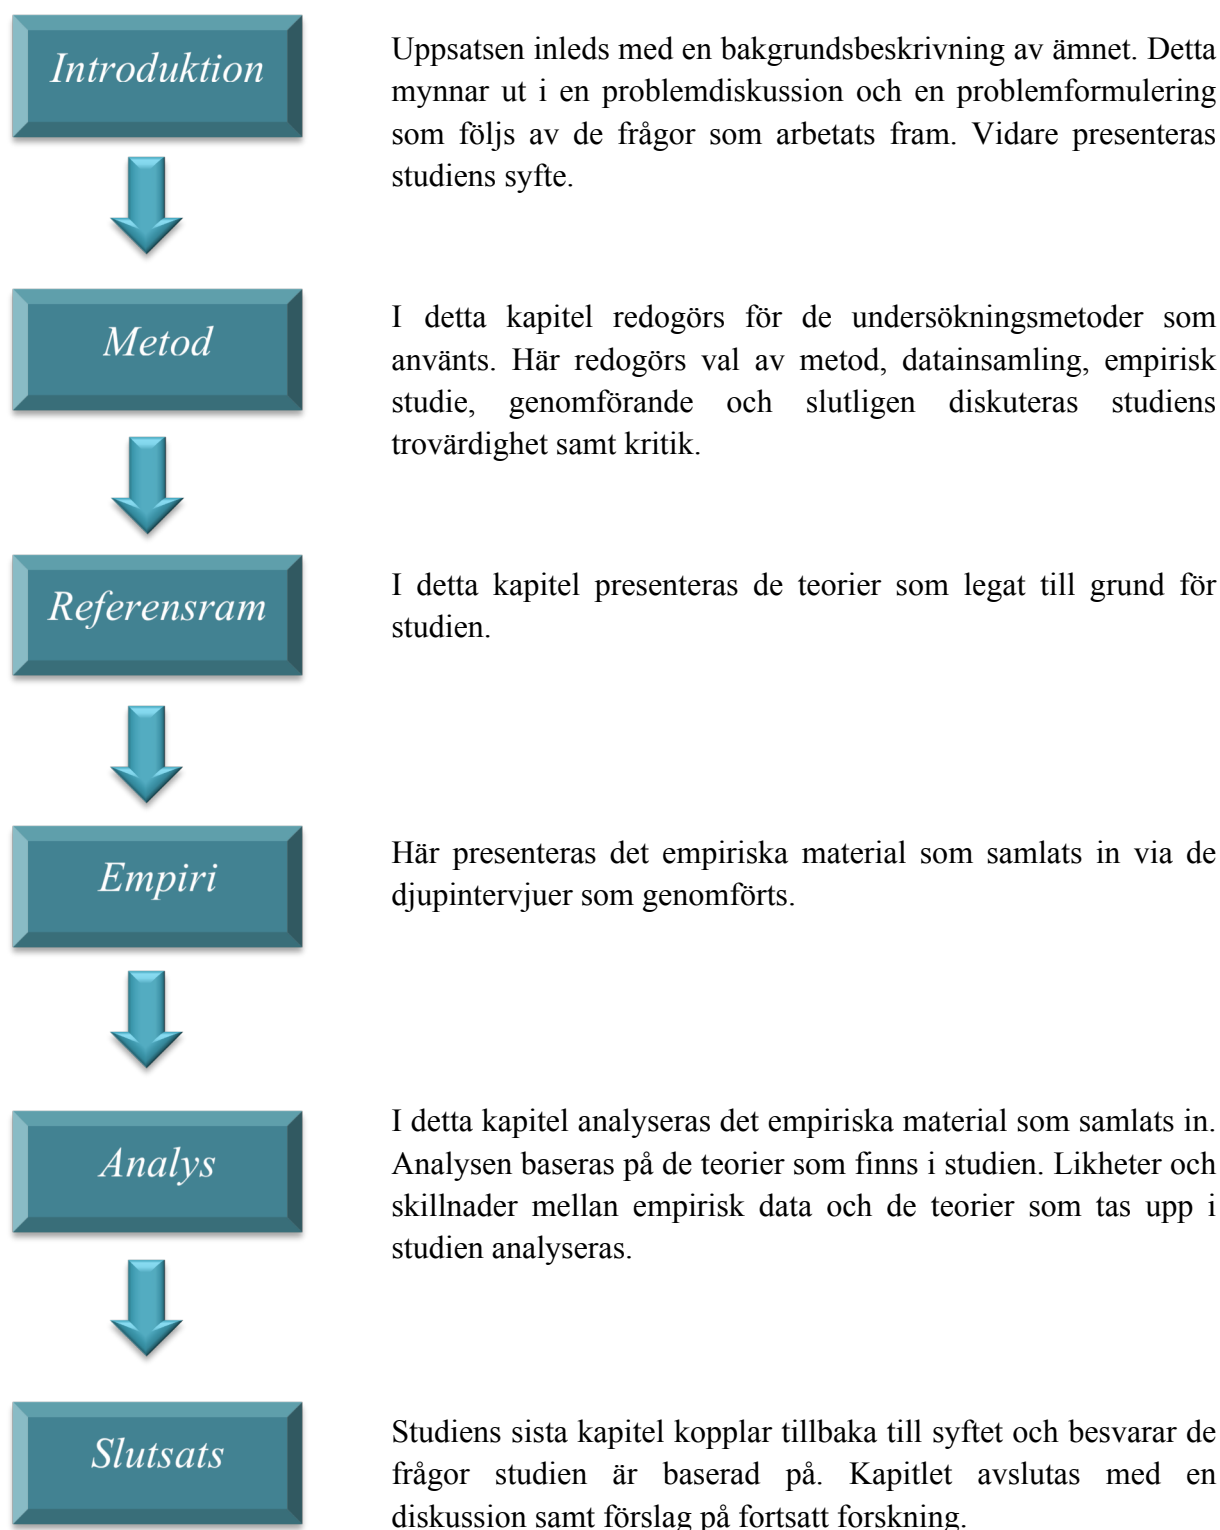 Introduktion
Uppsatsen inleds med en bakgrundsbeskrivning av ämnet. Detta
mynnar ut i en problemdiskussion och en problemformulering
som följs av de frågor som arbetats fram. Vidare presenteras
studiens syfte.
Metod
I detta kapitel redogörs för de undersökningsmetoder som
använts. Här redogörs val av metod, datainsamling, empirisk
studie, genomförande och slutligen diskuteras studiens
trovärdighet samt kritik.
Referensram
I detta kapitel presenteras de teorier som legat till grund för
studien.
Empiri
Här presenteras det empiriska material som samlats in via de
djupintervjuer som genomförts.
Analys
I detta kapitel analyseras det empiriska material som samlats in.
Analysen baseras på de teorier som finns i studien. Likheter och
skillnader mellan empirisk data och de teorier som tas upp i
studien analyseras.
Slutsats
Studiens sista kapitel kopplar tillbaka till syftet och besvarar de
frågor studien är baserad på. Kapitlet avslutas med en
diskussion samt förslag på fortsatt forskning.